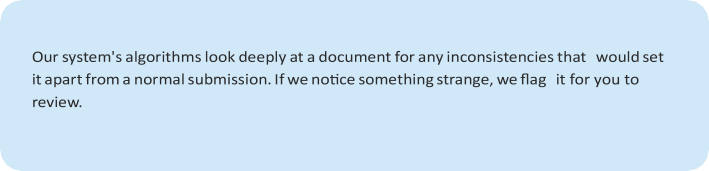 Our system's algorithms look deeply at a document for any inconsistencies that would set
it apart from a normal submission. If we notice something strange, we flag it for you to
review.